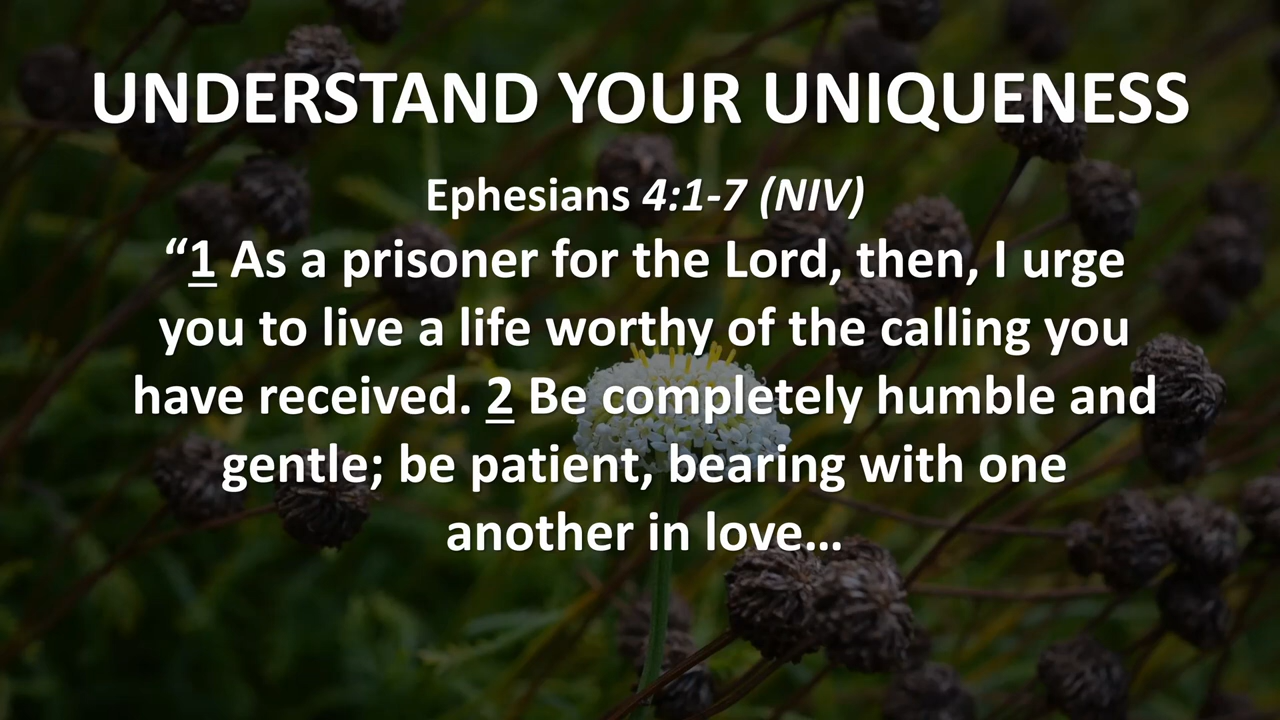 UNDERSTAND YOUR UNIQUENESS
Ephesians 4:1-7 (NIV)
“1 As a prisoner for the Lord, then, I urge
you to live a life worthy of the calling you
have received. 2 Be completely humble and
gentle; be patient, bearing with one
another in love…